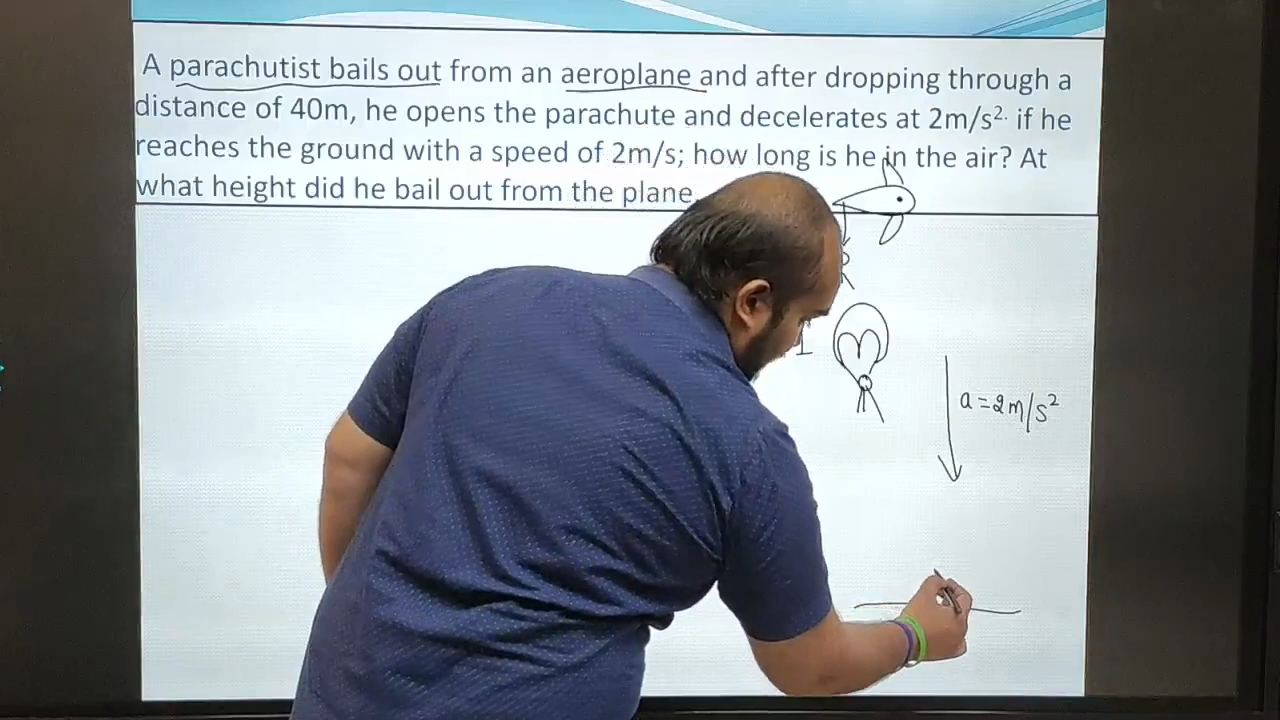 A parachutist bails out from an aeroplane and after dropping through a
distance of 40m, he opens the parachute and decelerates at 2m/s². if he
reaches the ground with a speed of 2m/s; how long is he in the air? At
what height did he bail out from the plane.
a=2m/s²